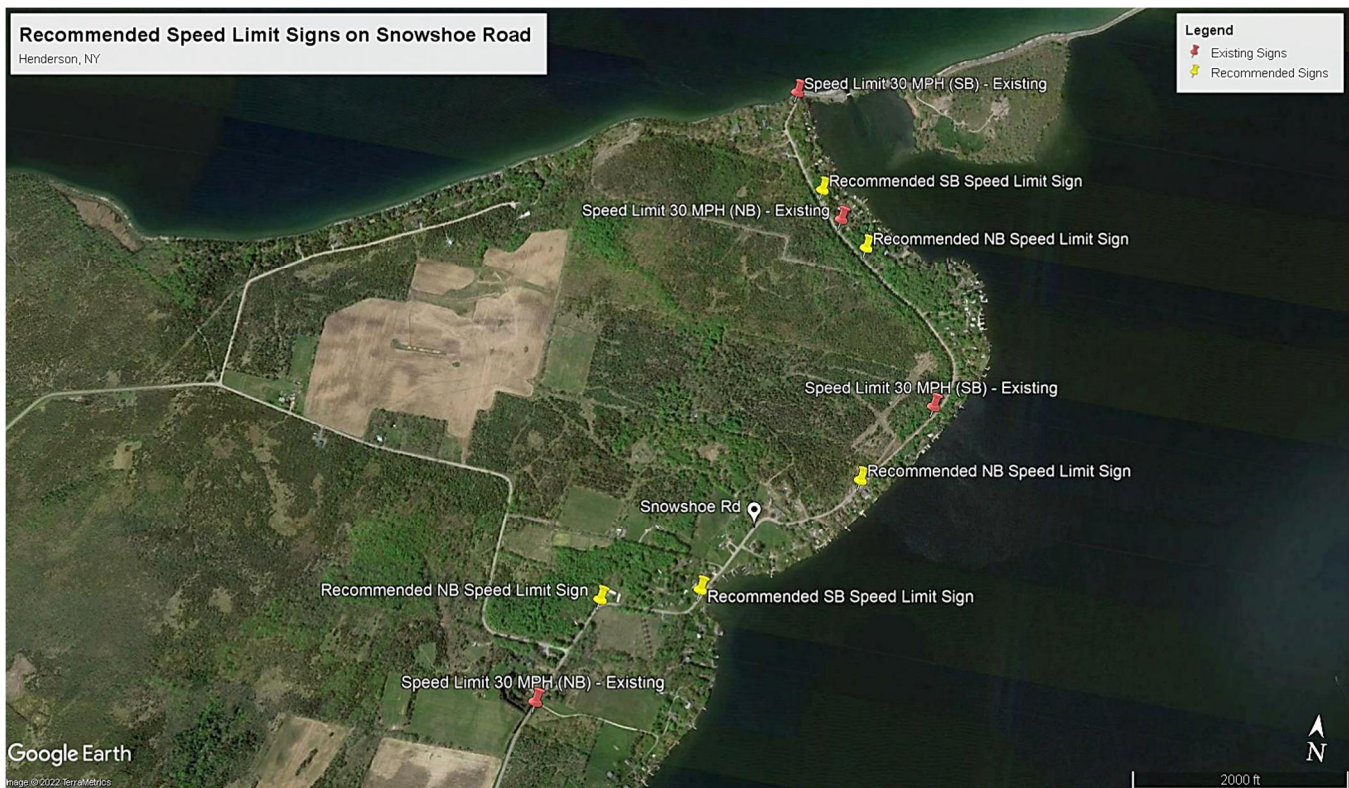 Recommended Speed Limit Signs on Snowshoe Road
Henderson, NY
Legend
Existing Signs
Recommended Signs
Speed Limit 30 MPH (SB) - Existing
Recommended SB Speed Limit Sign
Speed Limit 30 MPH (NB) - Existing
Recommended NB Speed Limit Sign
Speed Limit 30 MPH (SB) - Existing
Recommended NB Speed Limit Sign
Snowshoe Rd
Recommended NB Speed Limit Sign
Recommended SB Speed Limit Sign
Speed Limit 30 MPH (NB) - Existing
Google Earth
Image © 2022 TerraMetrics
N
2000 ft